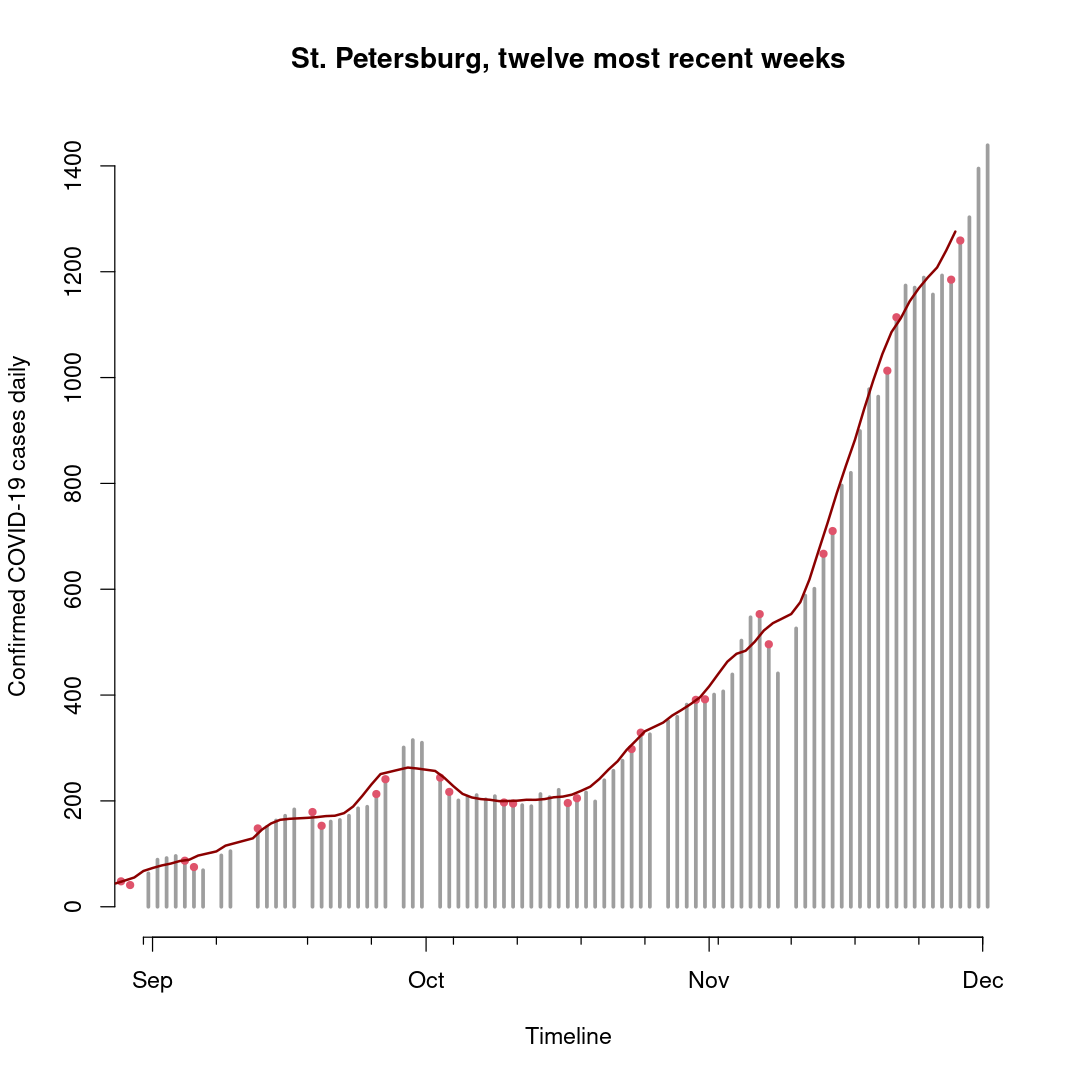 St. Petersburg, twelve most recent weeks
Confirmed COVID-19 cases daily
1400
1200
1000
800
600
400
200
0
Sep Oct Nov Dec
Timeline